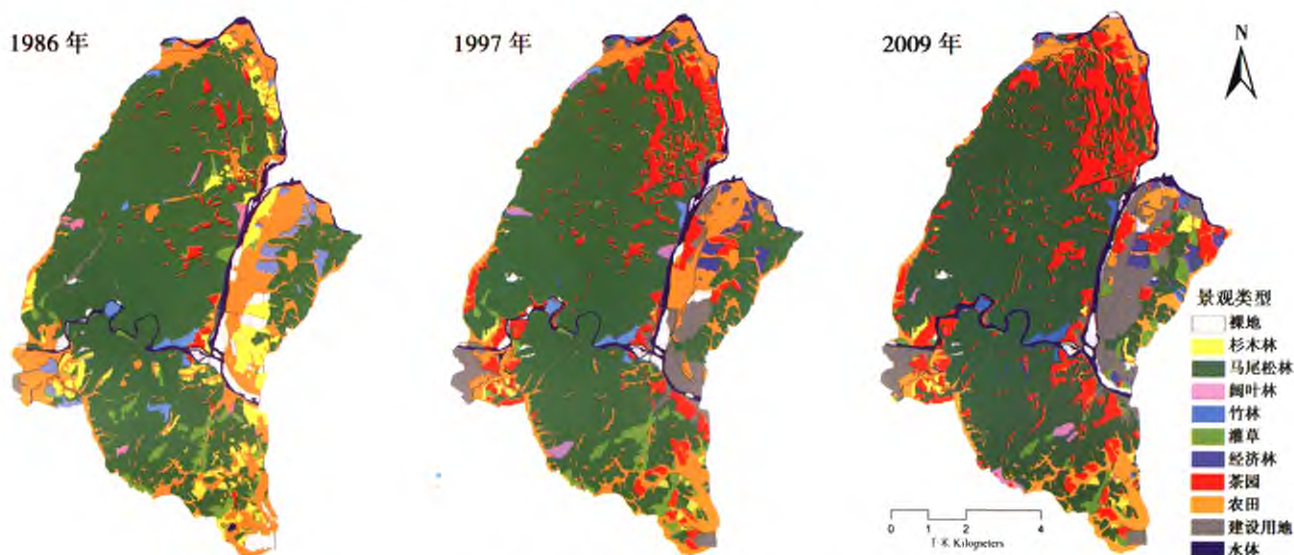 1986 年
1997 年
2009 年
N
景观类型
裸地
杉木林
马尾松林
阔叶林
竹林
灌草
经济林
茶园
农田
建设用地
水体
0 1 2 4
千米 Kilometers